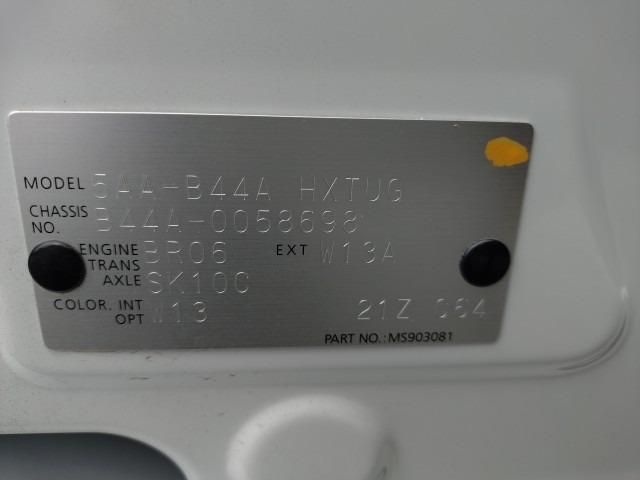 MODEL 5AA-B44A HXTUG
CHASSIS NO. B44A-0058698
ENGINE BR06 EXT W13A
TRANS AXLE SK10C
COLOR. INT OPT W13 21Z 064
PART NO.: MS903081